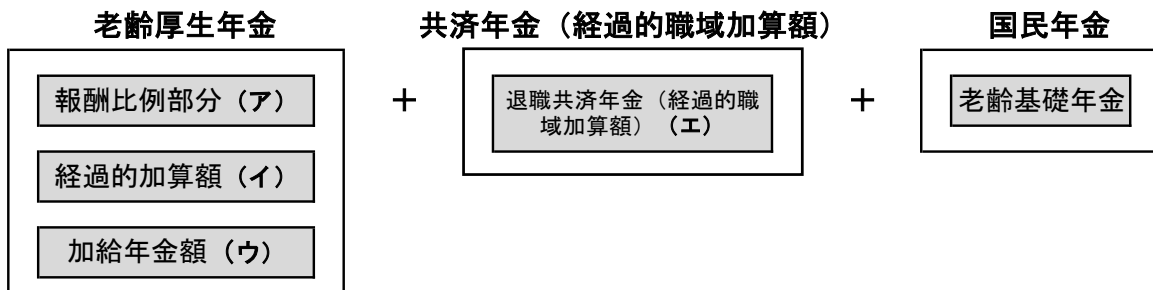 老齢厚生年金
報酬比例部分（ア）
経過的加算額（イ）
加給年金額（ウ）
＋
共済年金（経過的職域加算額）
退職共済年金（経過的職
域加算額）（エ）
＋
国民年金
老齢基礎年金